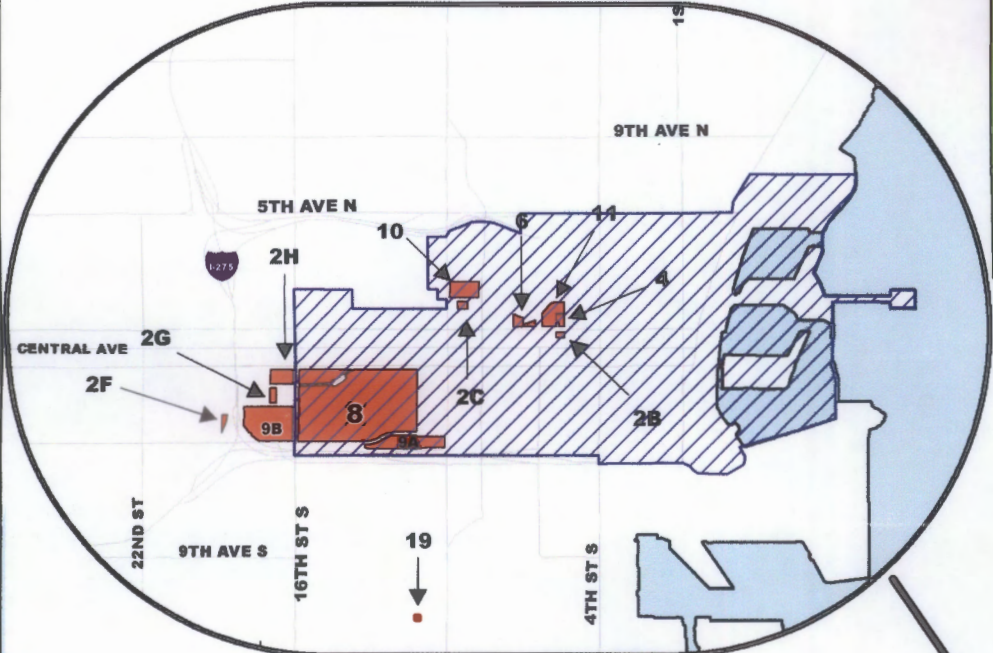 9TH AVE N
5TH AVE N
10
6
11
I-275
2H
4
CENTRAL AVE
2G
2F
2C
2B
8
9B
9A
22ND ST
16TH ST S
9TH AVE S
19
4TH ST S